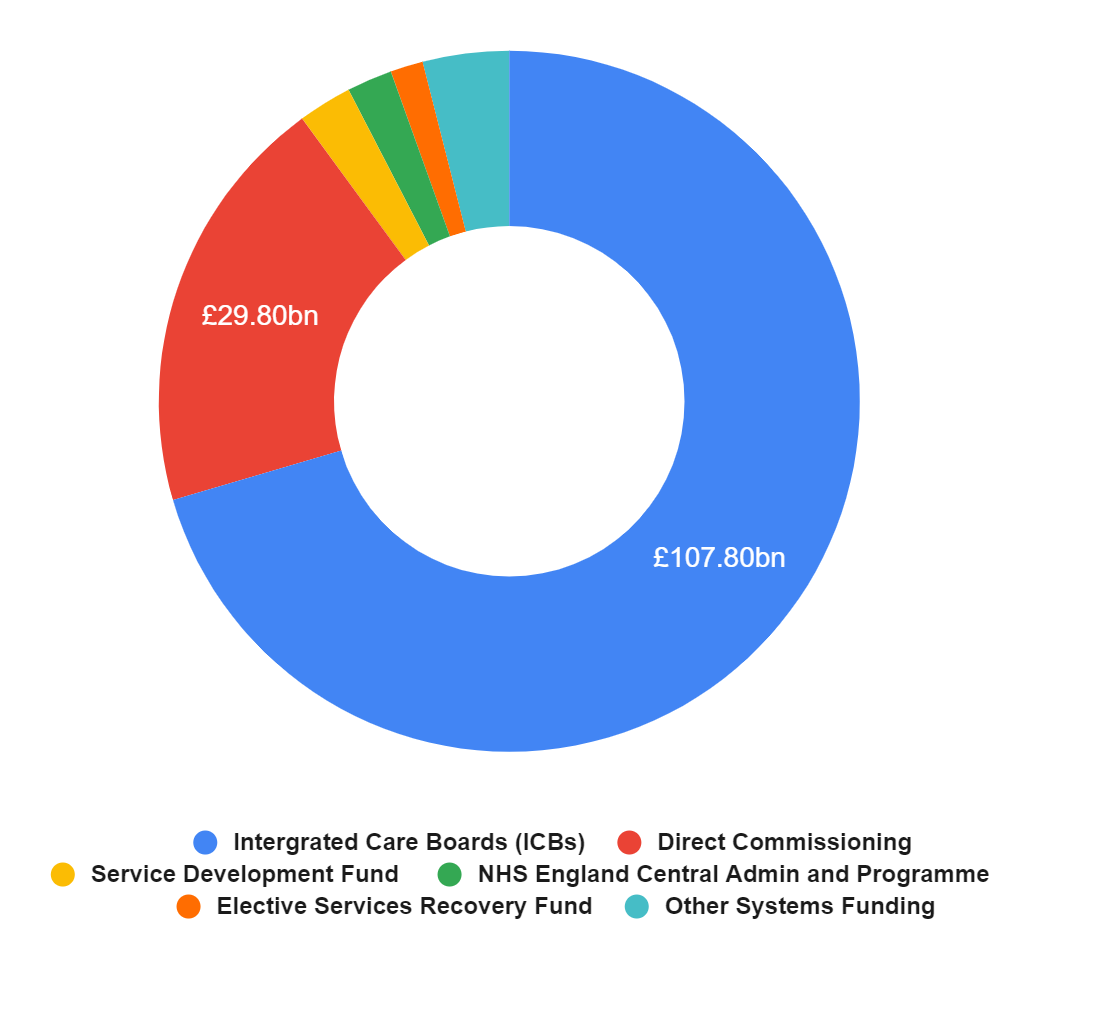 £29.80bn
£107.80bn
Intergrated Care Boards (ICBs) Direct Commissioning
Service Development Fund NHS England Central Admin and Programme
Elective Services Recovery Fund Other Systems Funding